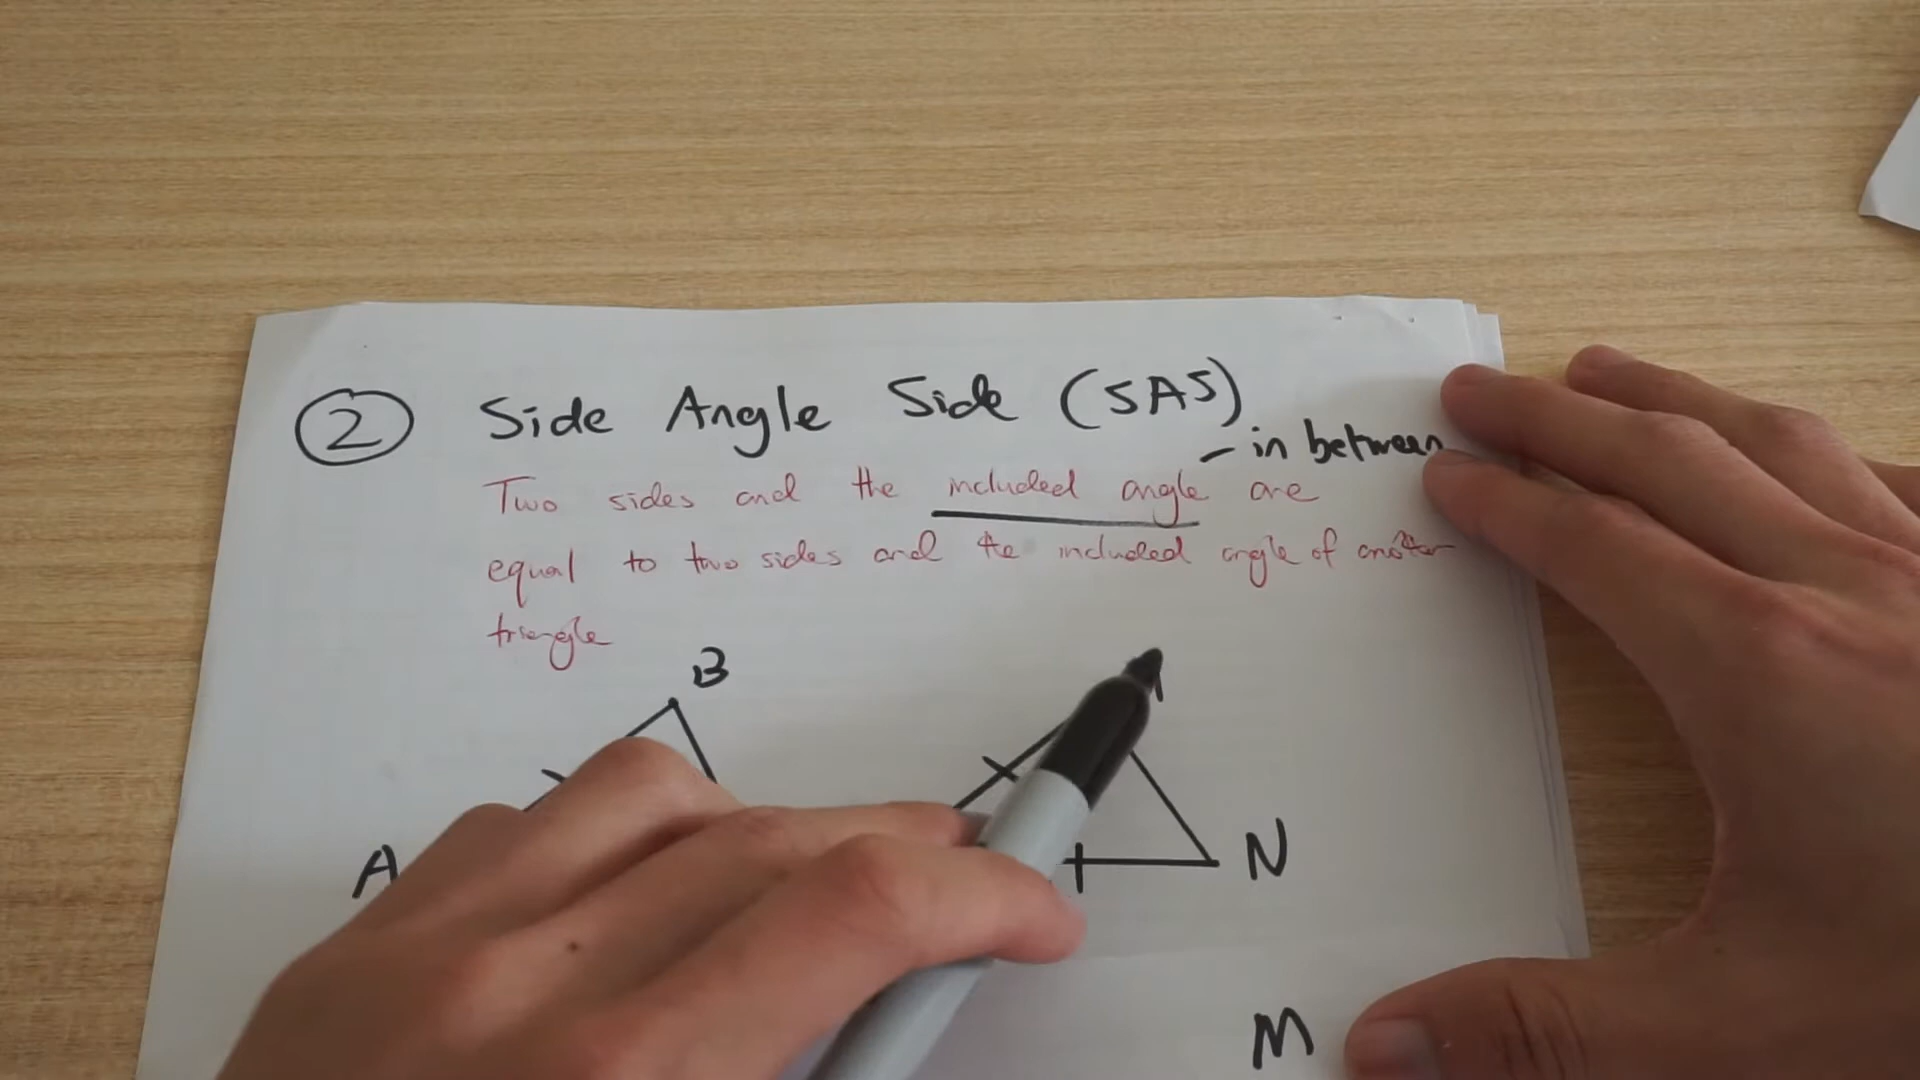 2 Side Angle Side (SAS)
– in between
Two sides and the included angle are
equal to two sides and the included angle of another
triangle
B
A
N
M